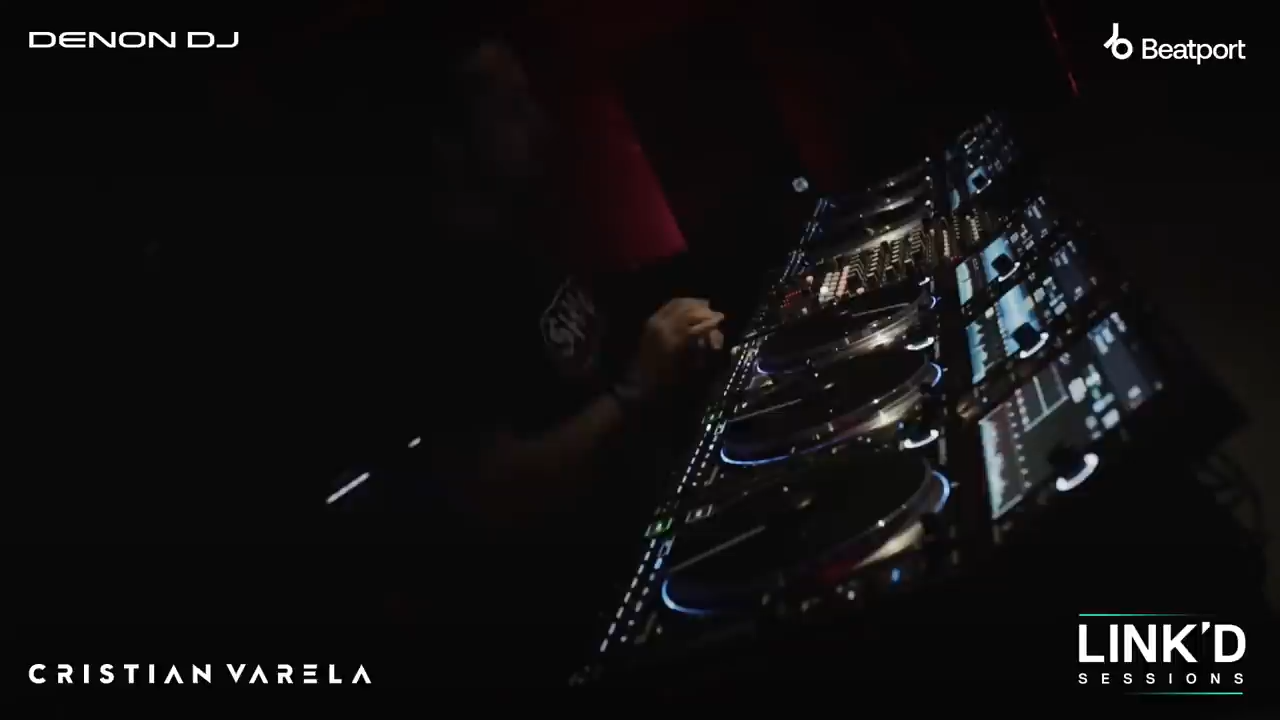 DENON DJ
Beatport
CRISTIAN VARELA
LINK'D
SESSIONS